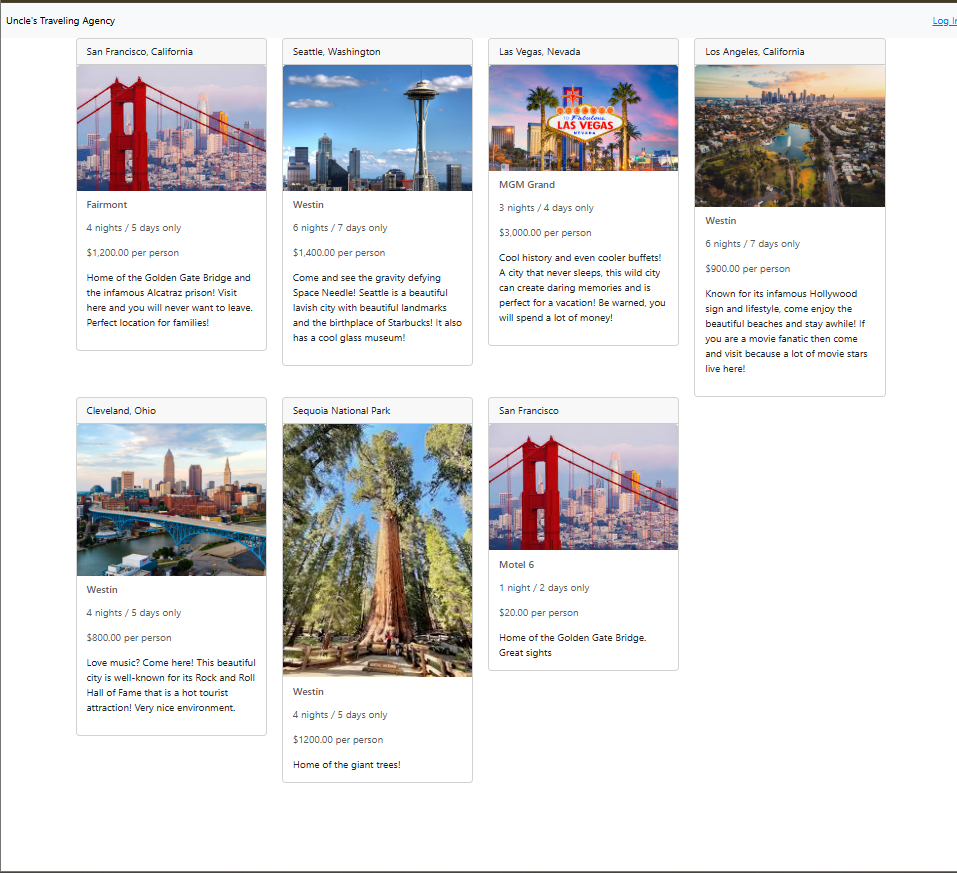 Uncle's Traveling Agency
Log In
San Francisco, California
Fairmont
4 nights / 5 days only
$1,200.00 per person
Home of the Golden Gate Bridge and
the infamous Alcatraz prison! Visit
here and you will never want to leave.
Perfect location for families!
Seattle, Washington
Westin
6 nights / 7 days only
$1,400.00 per person
Come and see the gravity defying
Space Needle! Seattle is a beautiful
lavish city with beautiful landmarks
and the birthplace of Starbucks! It also
has a cool glass museum!
Las Vegas, Nevada
WELCOME
TO Fabulous
LAS VEGAS
NEVADA
MGM Grand
3 nights / 4 days only
$3,000.00 per person
Cool history and even cooler buffets!
A city that never sleeps, this wild city
can create daring memories and is
perfect for a vacation! Be warned, you
will spend a lot of money!
Los Angeles, California
Westin
6 nights / 7 days only
$900.00 per person
Known for its infamous Hollywood
sign and lifestyle, come enjoy the
beautiful beaches and stay awhile! If
you are a movie fanatic then come
and visit because a lot of movie stars
live here!
Cleveland, Ohio
Westin
4 nights / 5 days only
$800.00 per person
Love music? Come here! This beautiful
city is well-known for its Rock and Roll
Hall of Fame that is a hot tourist
attraction! Very nice environment.
Sequoia National Park
Westin
4 nights / 5 days only
$1200.00 per person
Home of the giant trees!
San Francisco
Motel 6
1 night / 2 days only
$20.00 per person
Home of the Golden Gate Bridge.
Great sights